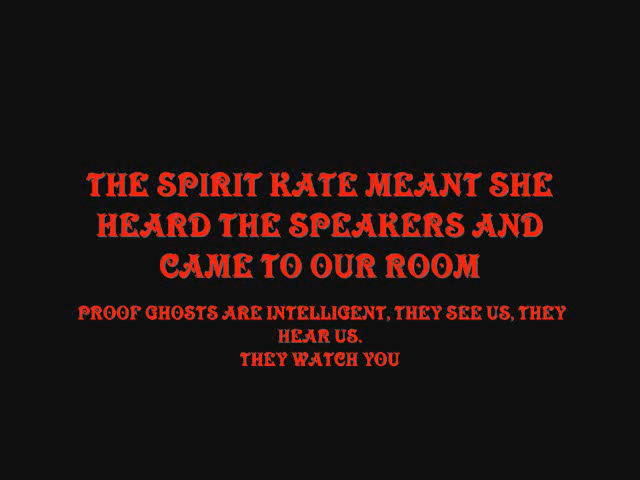 THE SPIRIT KATE MEANT SHE
HEARD THE SPEAKERS AND
CAME TO OUR ROOM
PROOF GHOSTS ARE INTELLIGENT, THEY SEE US, THEY
HEAR US.
THEY WATCH YOU